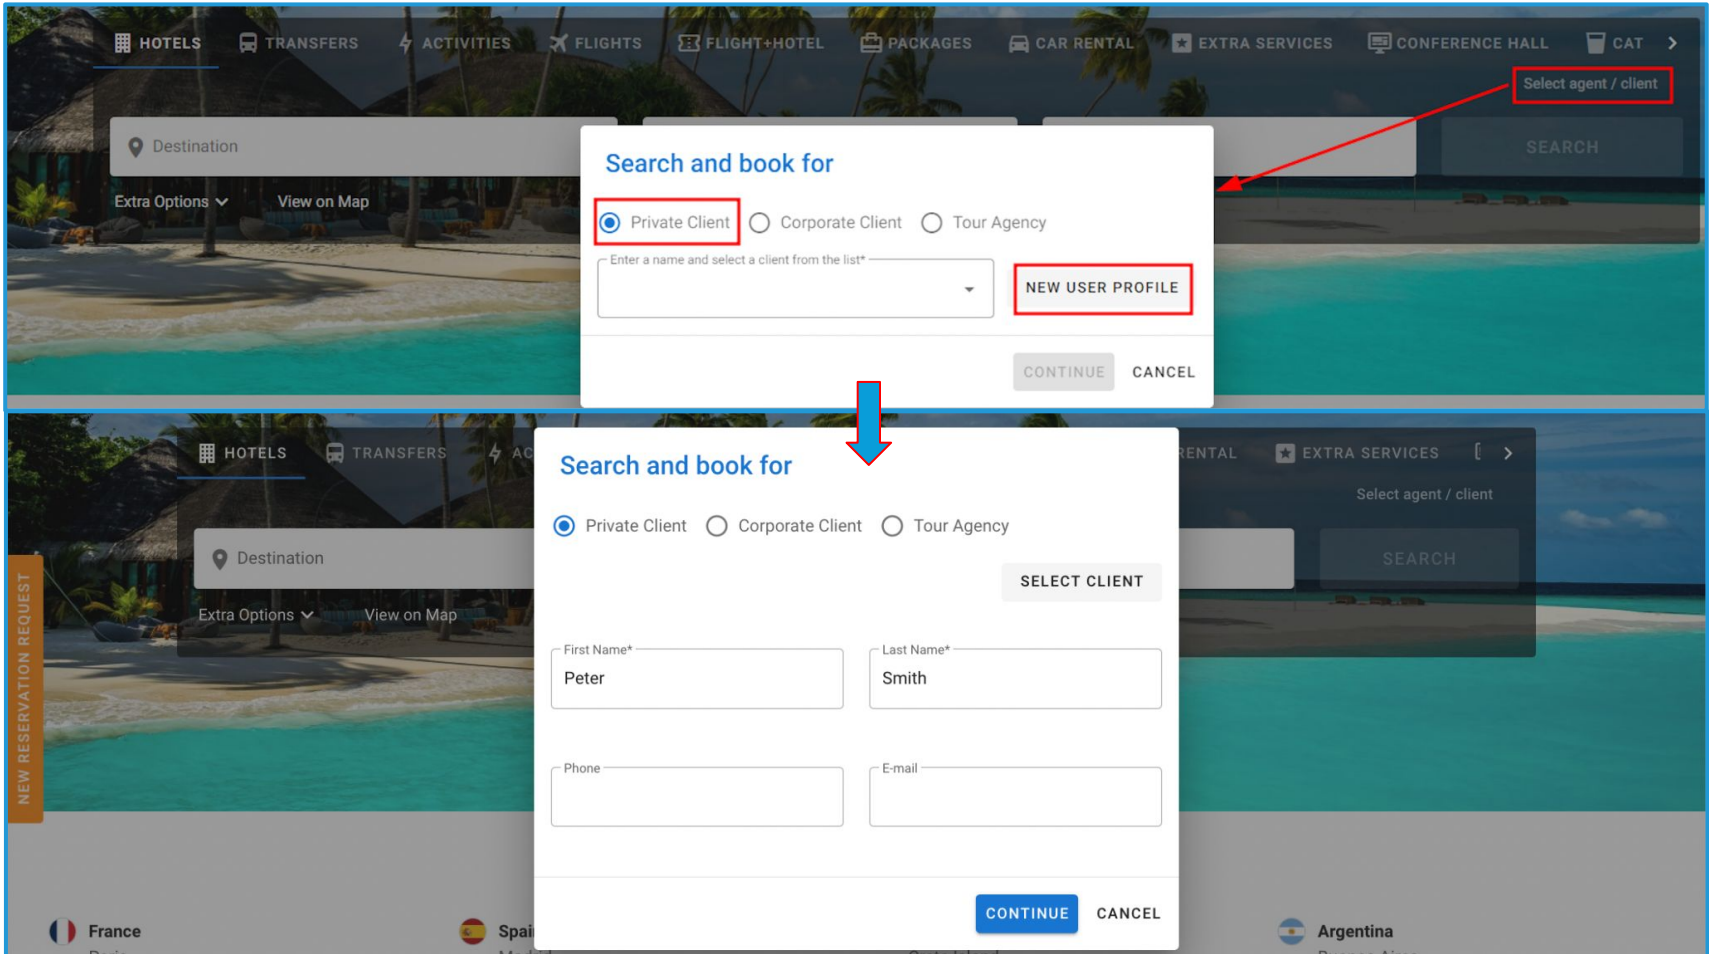 HOTELS TRANSFERS ACTIVITIES FLIGHTS FLIGHT+HOTEL PACKAGES CAR RENTAL EXTRA SERVICES CONFERENCE HALL CAT
Select agent / client
Destination
SEARCH
Extra Options View on Map
Search and book for
Private Client Corporate Client Tour Agency
Enter a name and select a client from the list*
NEW USER PROFILE
CONTINUE CANCEL
HOTELS TRANSFERS AC RENTAL EXTRA SERVICES
Select agent / client
Destination
SEARCH
Extra Options View on Map
NEW RESERVATION REQUEST
Search and book for
Private Client Corporate Client Tour Agency
SELECT CLIENT
First Name* Last Name*
Peter Smith
Phone E-mail
CONTINUE CANCEL
France Spai Argentina